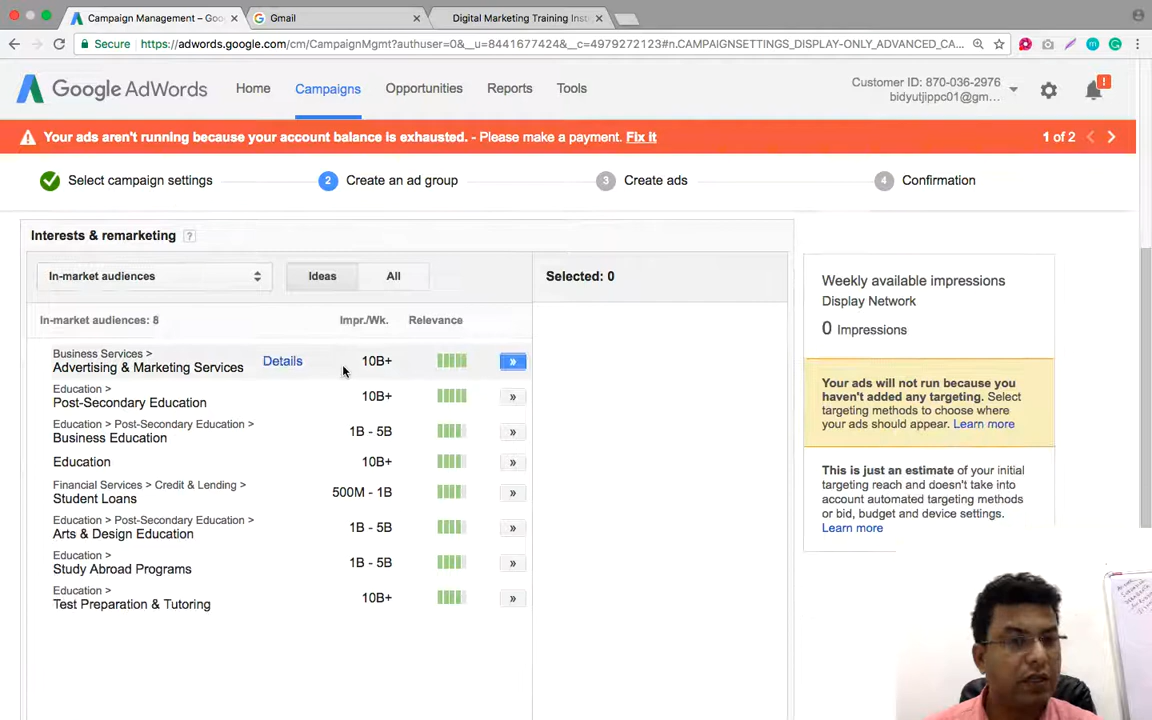 Campaign Management – Goo
Gmail
Digital Marketing Training Inst
Secure
https://adwords.google.com/cm/CampaignMgmt?authuser=0&__u=8441677424&__c=4979272123#n.CAMPAIGNSETTINGS_DISPLAY-ONLY_ADVANCED_CA...
Google AdWords
Home
Campaigns
Opportunities
Reports
Tools
Customer ID: 870-036-2976
bidyutjippc01@gm...
Your ads aren't running because your account balance is exhausted. - Please make a payment. Fix it
1 of 2
Select campaign settings
2 Create an ad group
3 Create ads
4 Confirmation
Interests & remarketing ?
In-market audiences
Ideas
All
Selected: 0
In-market audiences: 8
Impr./Wk.
Relevance
Business Services >
Advertising & Marketing Services
Details
10B+
»
Education >
Post-Secondary Education
10B+
»
Education > Post-Secondary Education >
Business Education
1B - 5B
»
Education
10B+
»
Financial Services > Credit & Lending >
Student Loans
500M - 1B
»
Education > Post-Secondary Education >
Arts & Design Education
1B - 5B
»
Education >
Study Abroad Programs
1B - 5B
»
Education >
Test Preparation & Tutoring
10B+
»
Weekly available impressions
Display Network
0 Impressions
Your ads will not run because you
haven't added any targeting. Select
targeting methods to choose where
your ads should appear. Learn more
This is just an estimate of your initial
targeting reach and doesn't take into
account automated targeting methods
or bid, budget and device settings.
Learn more